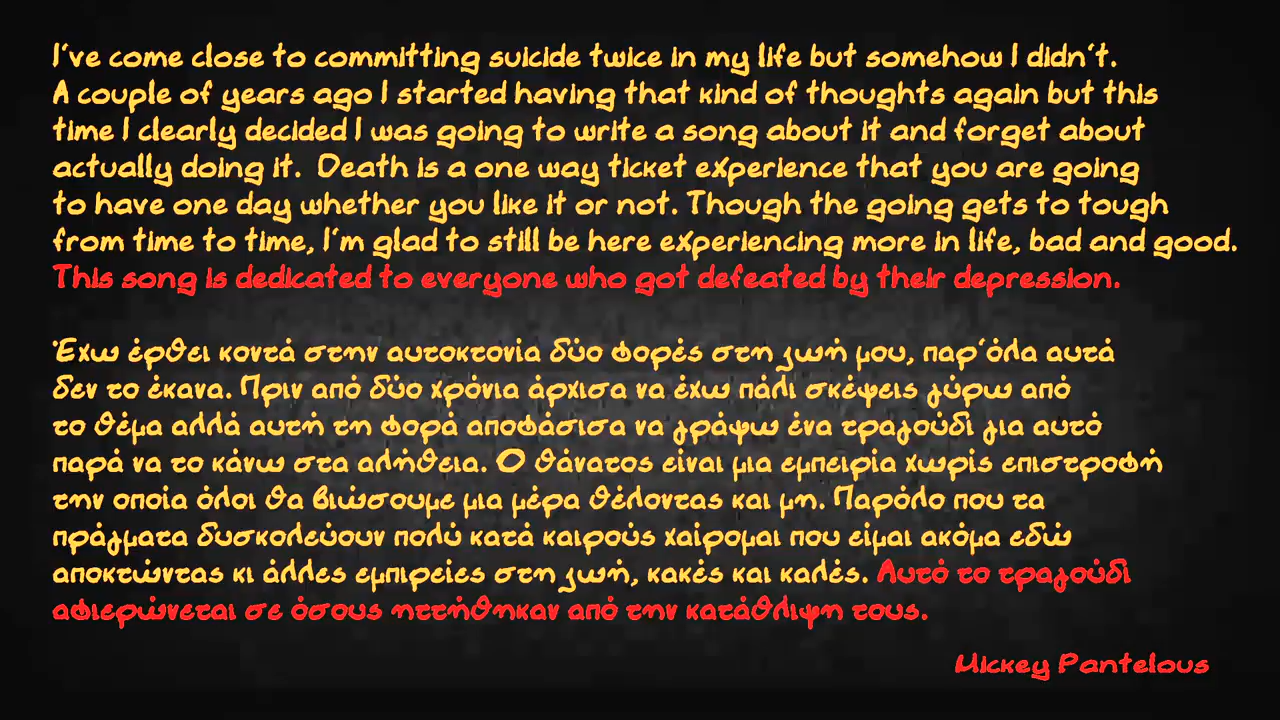 I've come close to committing suicide twice in my life but somehow I didn't.
A couple of years ago I started having that kind of thoughts again but this
time I clearly decided I was going to write a song about it and forget about
actually doing it. Death is a one way ticket experience that you are going
to have one day whether you like it or not. Though the going gets to tough
from time to time, I'm glad to still be here experiencing more in life, bad and good.
This song is dedicated to everyone who got defeated by their depression.
Έχω έρθει κοντά στην αυτοκτονία δύο φορές στη ζωή μου, παρ'όλα αυτά
δεν το έκανα. Πριν από δύο χρόνια άρχισα να έχω πάλι σκέψεις γύρω από
το θέμα αλλά αυτή τη φορά αποφάσισα να γράψω ένα τραγούδι για αυτό
παρά να το κάνω στα αλήθεια. Ο θάνατος είναι μια εμπειρία χωρίς επιστροφή
την οποία όλοι θα βιώσουμε μια μέρα θέλοντας και μη. Παρόλο που τα
πράγματα δυσκολεύουν πολύ κατά καιρούς χαίρομαι που είμαι ακόμα εδώ
αποκτώντας κι άλλες εμπιρείες στη ζωή, κακές και καλές. Αυτό το τραγούδι
αφιερώνεται σε όσους ηττήθηκαν από την κατάθλιψη τους.
Mickey Pantelous